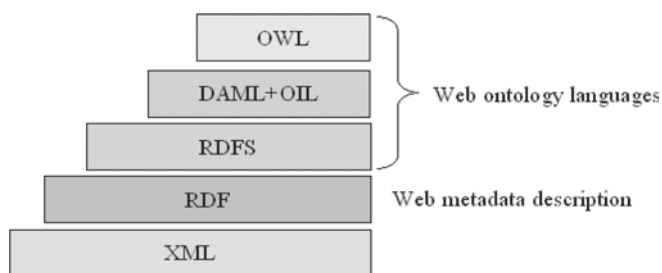 OWL
DAML+OIL
Web ontology languages
RDFS
RDF
Web metadata description
XML